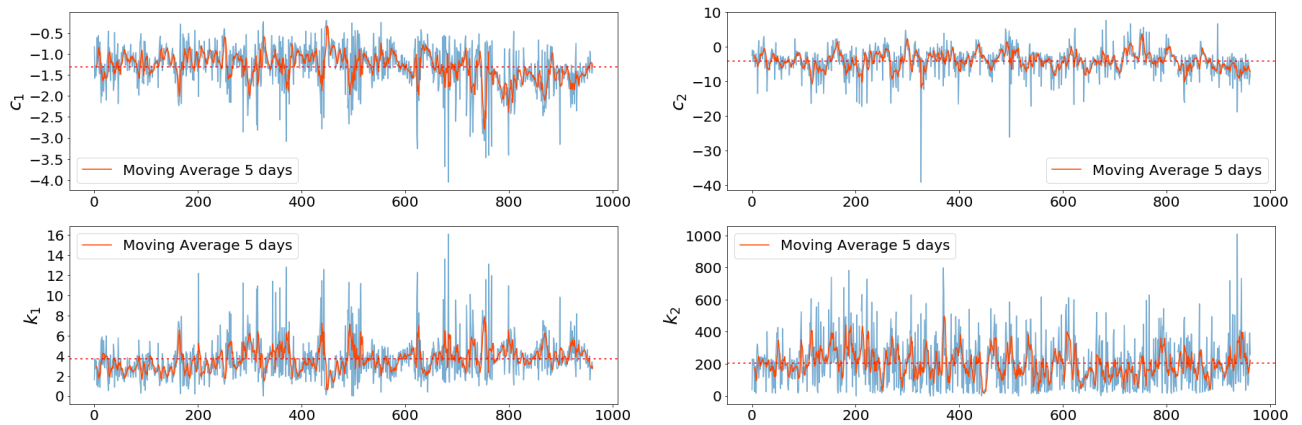 c₁
−0.5
−1.0
−1.5
−2.0
−2.5
−3.0
−3.5
−4.0
Moving Average 5 days
0 200 400 600 800 1000
c₂
10
0
−10
−20
−30
−40
Moving Average 5 days
0 200 400 600 800 1000
k₁
16
14
12
10
8
6
4
2
0
Moving Average 5 days
0 200 400 600 800 1000
k₂
1000
800
600
400
200
0
Moving Average 5 days
0 200 400 600 800 1000